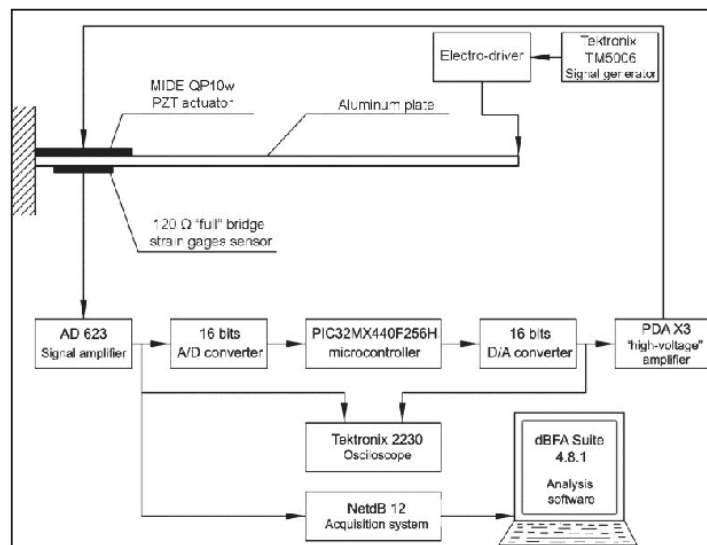 Electro-driver
Tektronix
TM5006
Signal generator
MIDE QP10w
PZT actuator
Aluminum plate
120 Ω "full" bridge
strain gages sensor
AD 623
Signal amplifier
16 bits
A/D converter
PIC32MX440F256H
microcontroller
16 bits
D/A converter
PDA X3
"high-voltage"
amplifier
Tektronix 2230
Osciloscope
NetdB 12
Acquisition system
dBFA Suite
4.8.1
Analysis
software